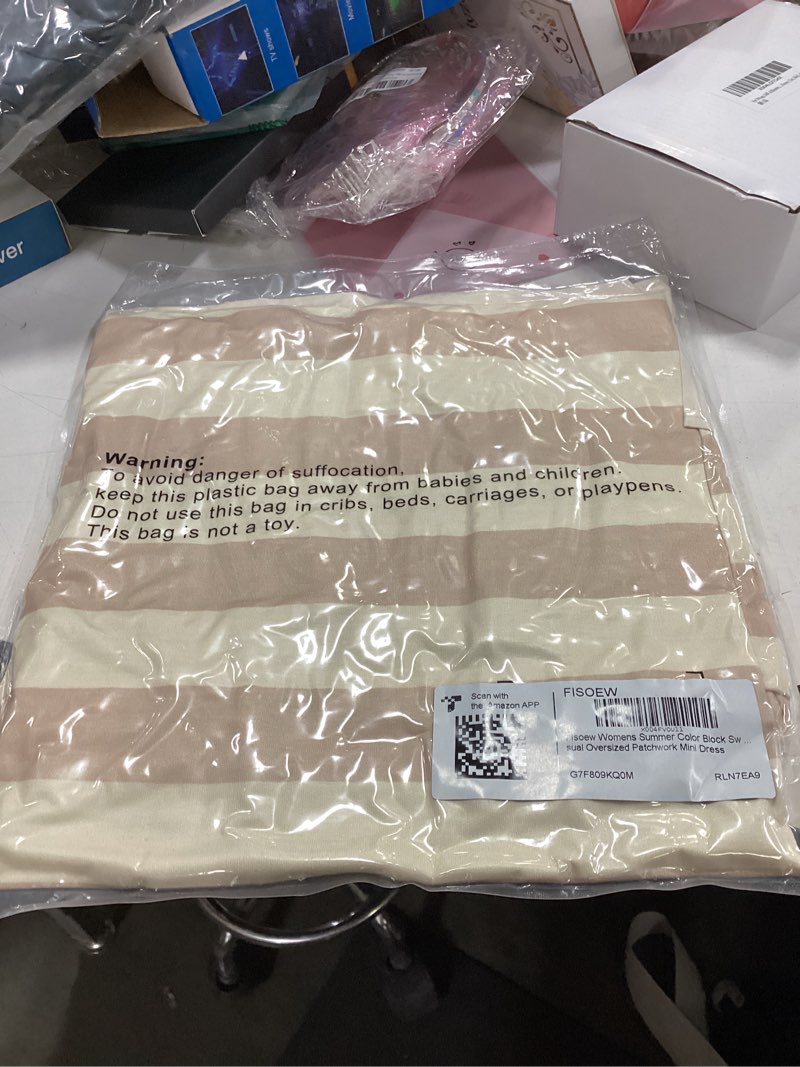 TV shows
ver
Warning:
To avoid danger of suffocation,
keep this plastic bag away from babies and children.
Do not use this bag in cribs, beds, carriages, or playpens.
This bag is not a toy.
Scan with
the Amazon APP
FISOEW
X004FV0U11
Fisoew Womens Summer Color Block Sw ...
sual Oversized Patchwork Mini Dress
G7F809KQ0M
RLN7EA9